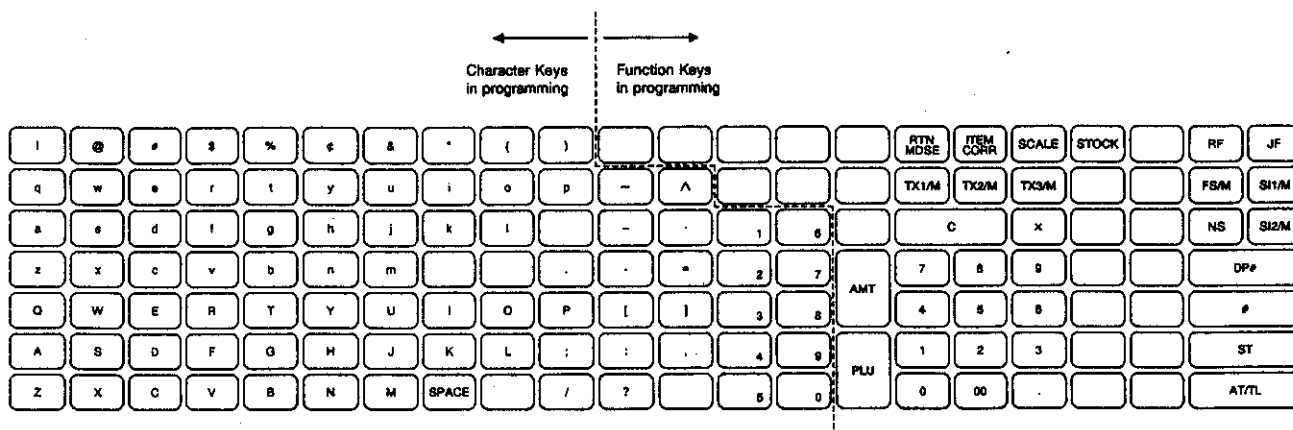 Character Keys Function Keys
in programming in programming
! @ # $ % ¢ & * ( ) RTN MDSE ITEM CORR SCALE STOCK RF JF
q w e r t y u i o p ~ ^ TX1/M TX2/M TX3/M FS/M SI1/M
a s d f g h j k l - 1 6 C × NS SI2/M
z x c v b n m 2 7 AMT 7 8 9 DP#
Q W E R T Y U I O P [ ] 3 8 4 5 6 #
A S D F G H J K L ; : , 4 9 PLU 1 2 3 ST
Z X C V B N M SPACE / ? 5 0 0 00 . AT/TL